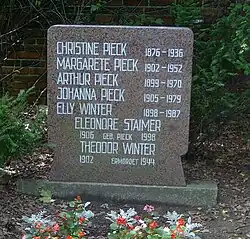 CHRISTINE PIECK 1876–1936
MARGARETE PIECK 1902–1952
ARTHUR PIECK 1899–1970
JOHANNA PIECK 1905–1979
ELLY WINTER 1898–1987
ELEONORE STAIMER
1906 GEB. PIECK 1998
THEODOR WINTER
1902 ERMORDET 1944